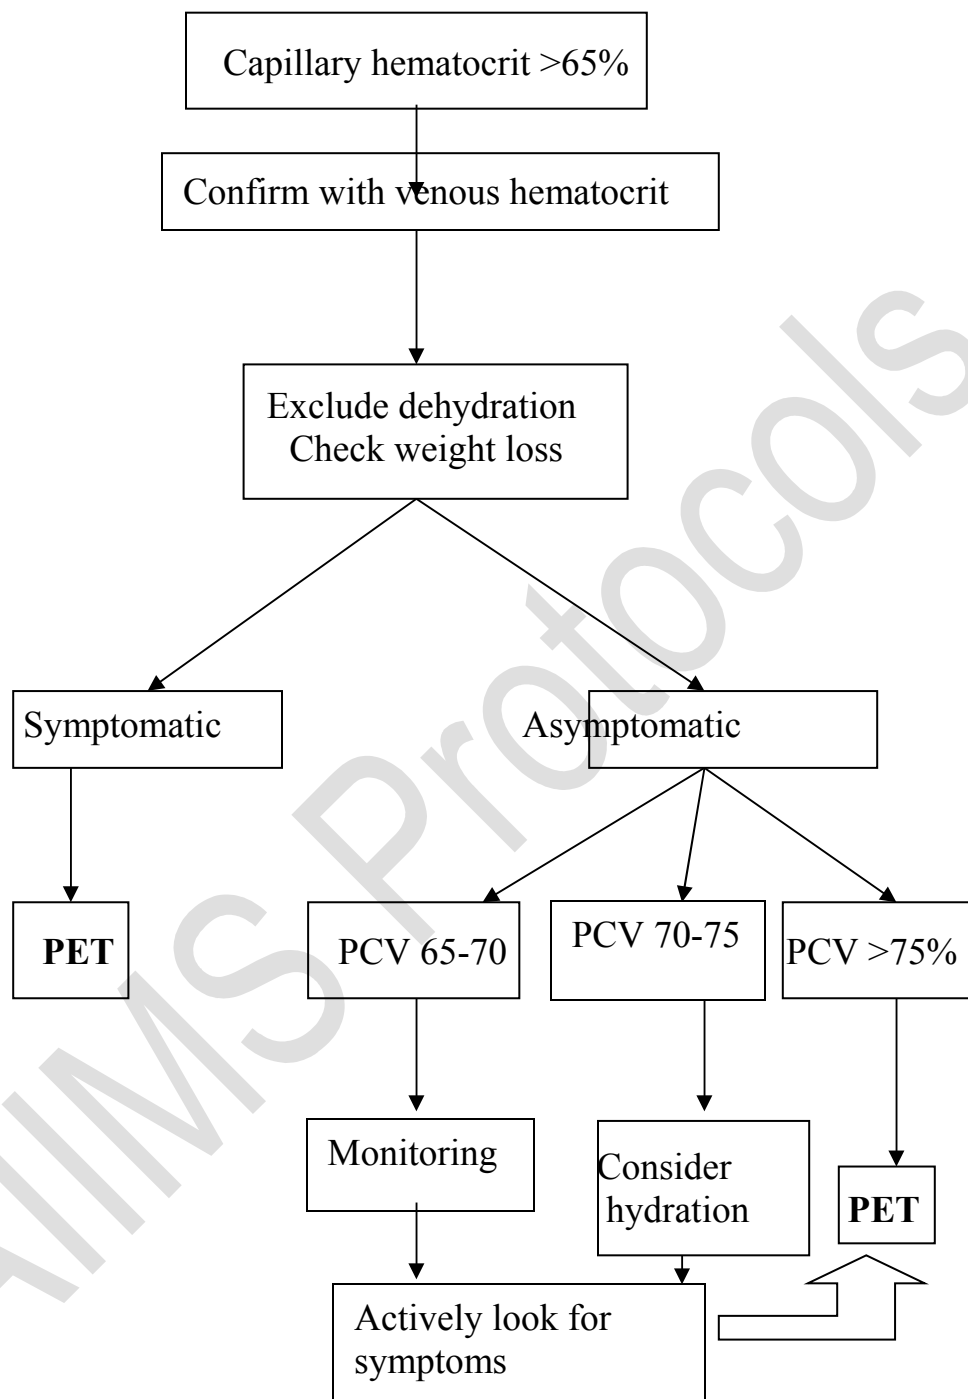 Capillary hematocrit >65%
Confirm with venous hematocrit
Exclude dehydration
Check weight loss
Symptomatic
Asymptomatic
PET
PCV 65-70
PCV 70-75
PCV >75%
Monitoring
Consider
hydration
PET
Actively look for
symptoms
AIIMS Protocols